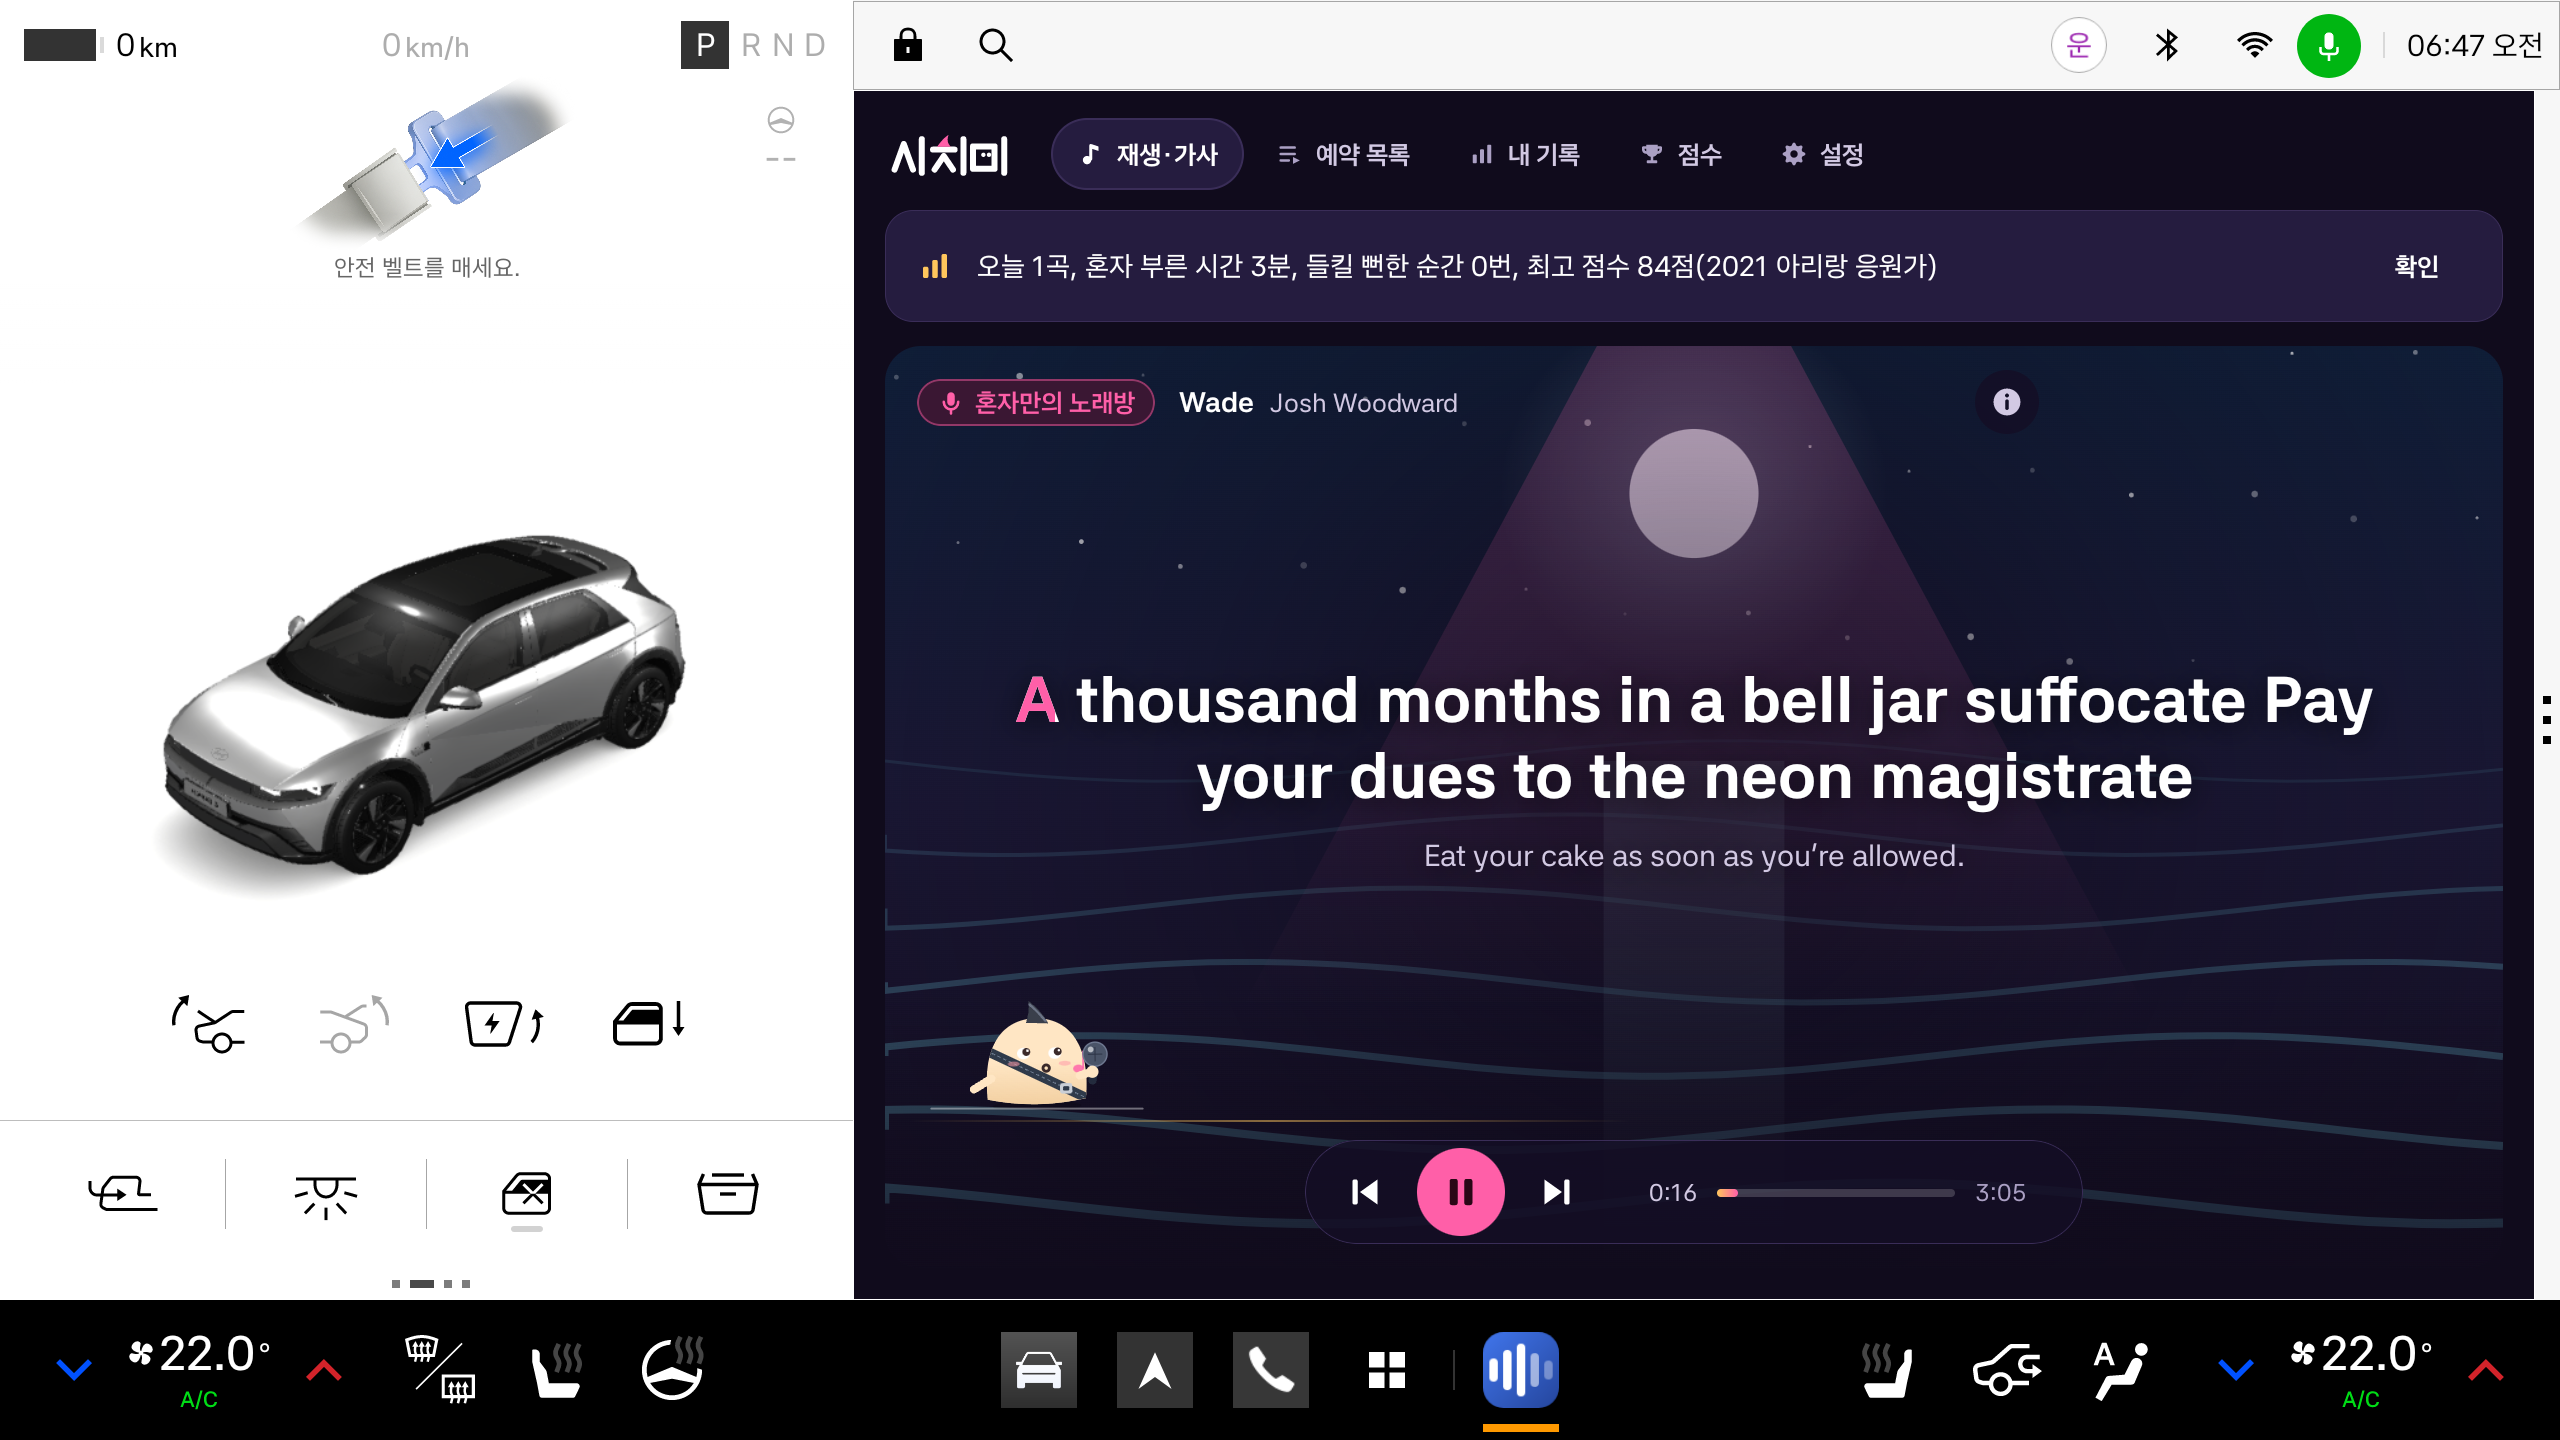 0 km
0 km/h
P R N D
운
06:47 오전
안전 벨트를 매세요.
시치미
재생·가사
예약 목록
내 기록
점수
설정
오늘 1곡, 혼자 부른 시간 3분, 들킬 뻔한 순간 0번, 최고 점수 84점(2021 아리랑 응원가)
확인
혼자만의 노래방
Wade Josh Woodward
A thousand months in a bell jar suffocate Pay
your dues to the neon magistrate
Eat your cake as soon as you're allowed.
0:16
3:05
22.0°
A/C
A
22.0°
A/C